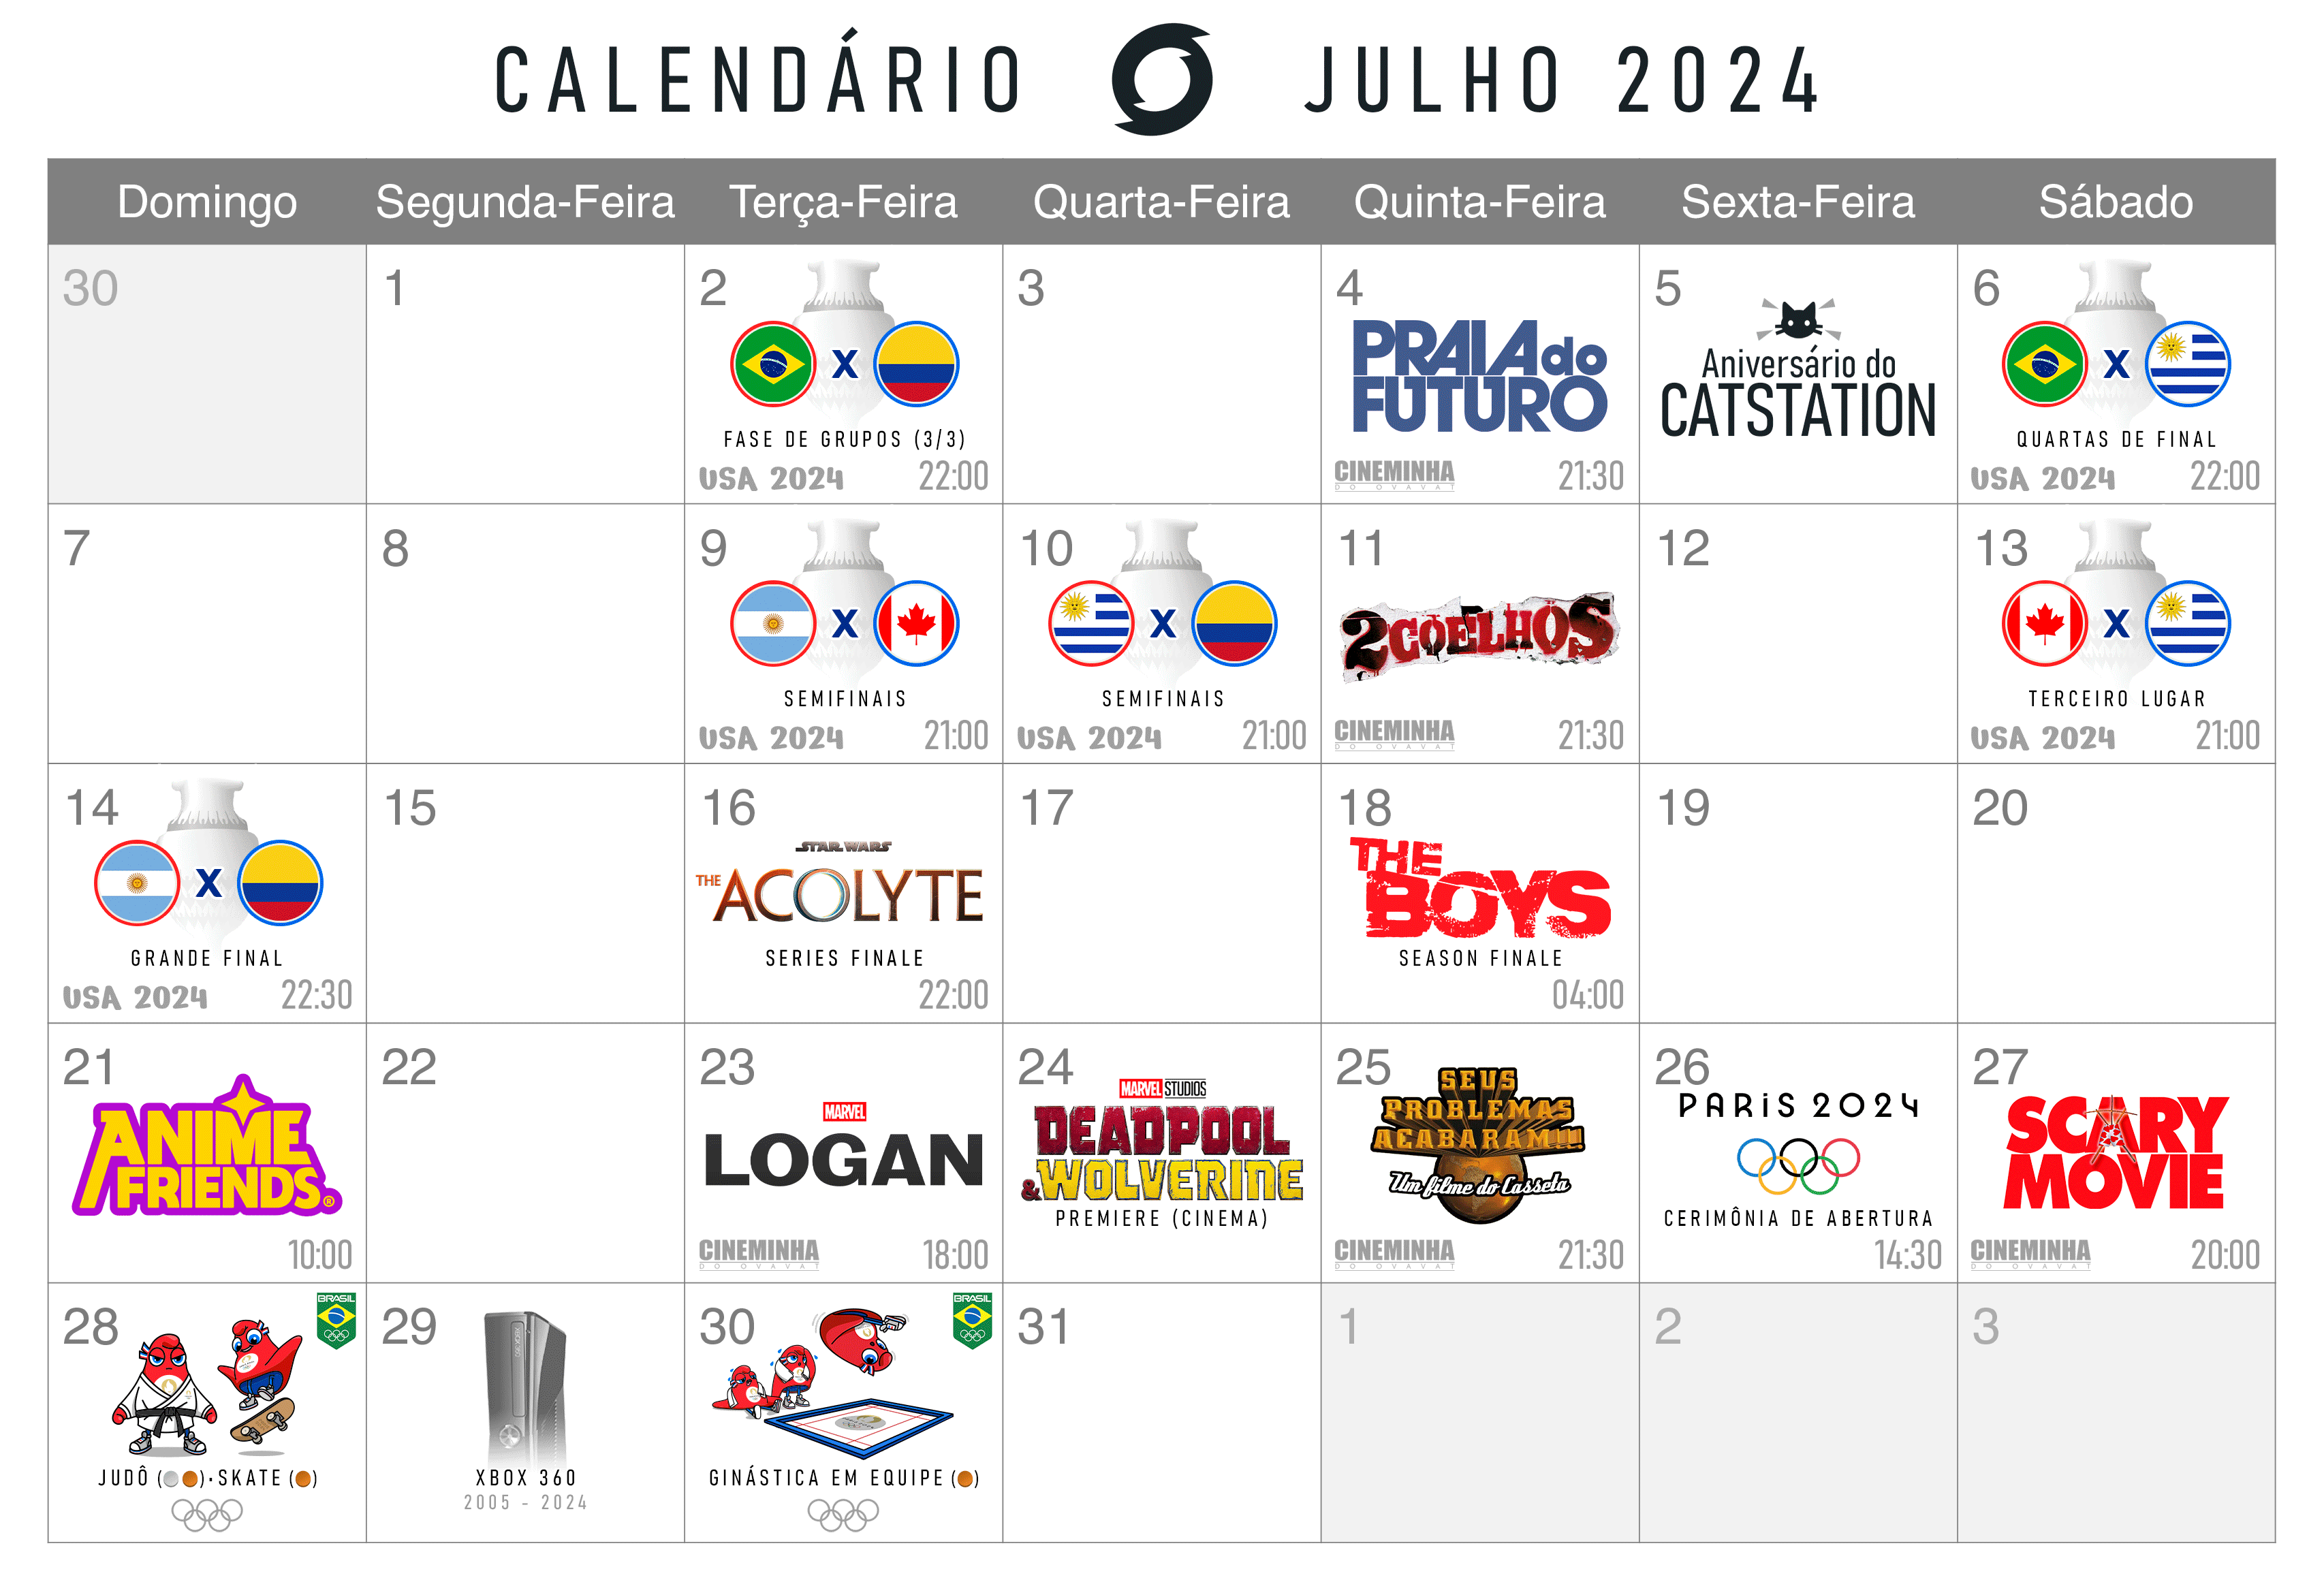 CALENDÁRIO JULHO 2024
Domingo Segunda-Feira Terça-Feira Quarta-Feira Quinta-Feira Sexta-Feira Sábado
30
1
2
X
FASE DE GRUPOS (3/3)
USA 2024 22:00
3
4
PRAIA do
FUTURO
CINEMINHA
DO OVAVAT
21:30
5
Aniversário do
CATSTATION
6
X
QUARTAS DE FINAL
USA 2024 22:00
7
8
9
X
SEMIFINAIS
USA 2024 21:00
10
X
SEMIFINAIS
USA 2024 21:00
11
2 COELHOS
CINEMINHA
DO OVAVAT
21:30
12
13
X
TERCEIRO LUGAR
USA 2024 21:00
14
X
GRANDE FINAL
USA 2024 22:30
15
16
STAR WARS
THE ACOLYTE
SERIES FINALE
22:00
17
18
THE
BOYS
SEASON FINALE
04:00
19
20
21
ANIME
FRIENDS®
10:00
22
23
MARVEL
LOGAN
CINEMINHA
DO OVAVAT
18:00
24
MARVEL STUDIOS
DEADPOOL
& WOLVERINE
PREMIERE (CINEMA)
25
SEUS
PROBLEMAS
ACABARAM!!!
Um filme do Casseta
CINEMINHA
DO OVAVAT
21:30
26
PARIS 2024
CERIMÔNIA DE ABERTURA
14:30
27
SCARY
MOVIE
CINEMINHA
DO OVAVAT
20:00
28
BRASIL
JUDÔ ( ) · SKATE ( )
29
XBOX 360
2005 - 2024
30
BRASIL
GINÁSTICA EM EQUIPE ( )
31
1
2
3